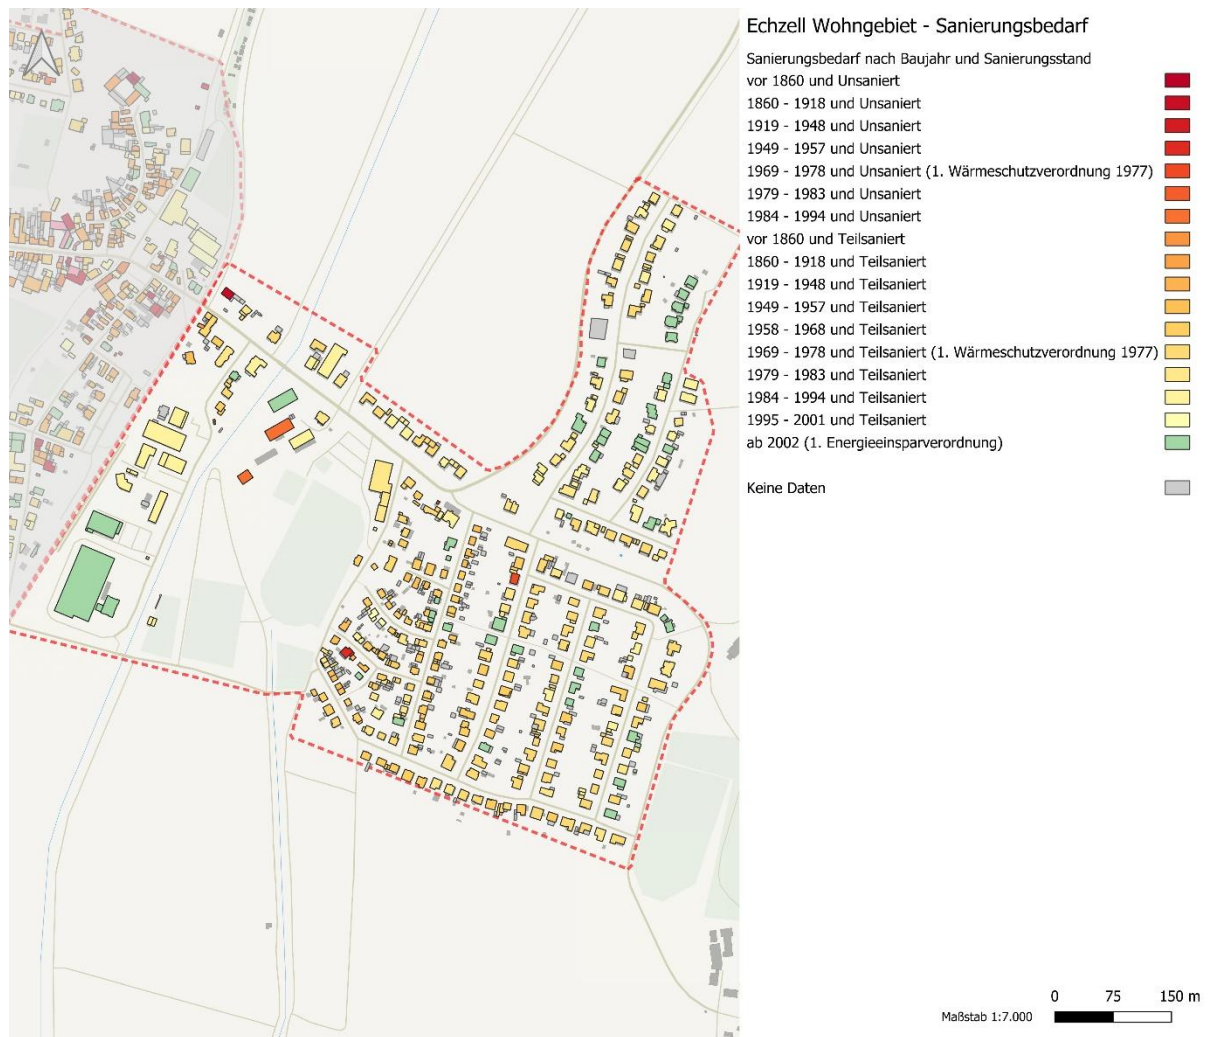 Echzell Wohngebiet - Sanierungsbedarf
Sanierungsbedarf nach Baujahr und Sanierungsstand
vor 1860 und Unsaniert
1860 - 1918 und Unsaniert
1919 - 1948 und Unsaniert
1949 - 1957 und Unsaniert
1969 - 1978 und Unsaniert (1. Wärmeschutzverordnung 1977)
1979 - 1983 und Unsaniert
1984 - 1994 und Unsaniert
vor 1860 und Teilsaniert
1860 - 1918 und Teilsaniert
1919 - 1948 und Teilsaniert
1949 - 1957 und Teilsaniert
1958 - 1968 und Teilsaniert
1969 - 1978 und Teilsaniert (1. Wärmeschutzverordnung 1977)
1979 - 1983 und Teilsaniert
1984 - 1994 und Teilsaniert
1995 - 2001 und Teilsaniert
ab 2002 (1. Energieeinsparverordnung)
Keine Daten
0 75 150 m
Maßstab 1:7.000